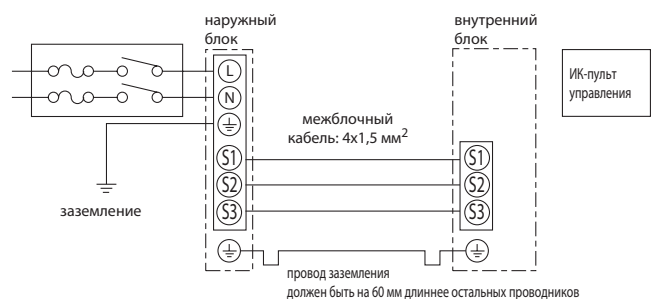 наружный
блок
внутренний
блок
L
N
ИК-пульт
управления
межблочный
кабель: 4x1,5 мм²
S1
S2
S3
S1
S2
S3
заземление
провод заземления
должен быть на 60 мм длиннее остальных проводников